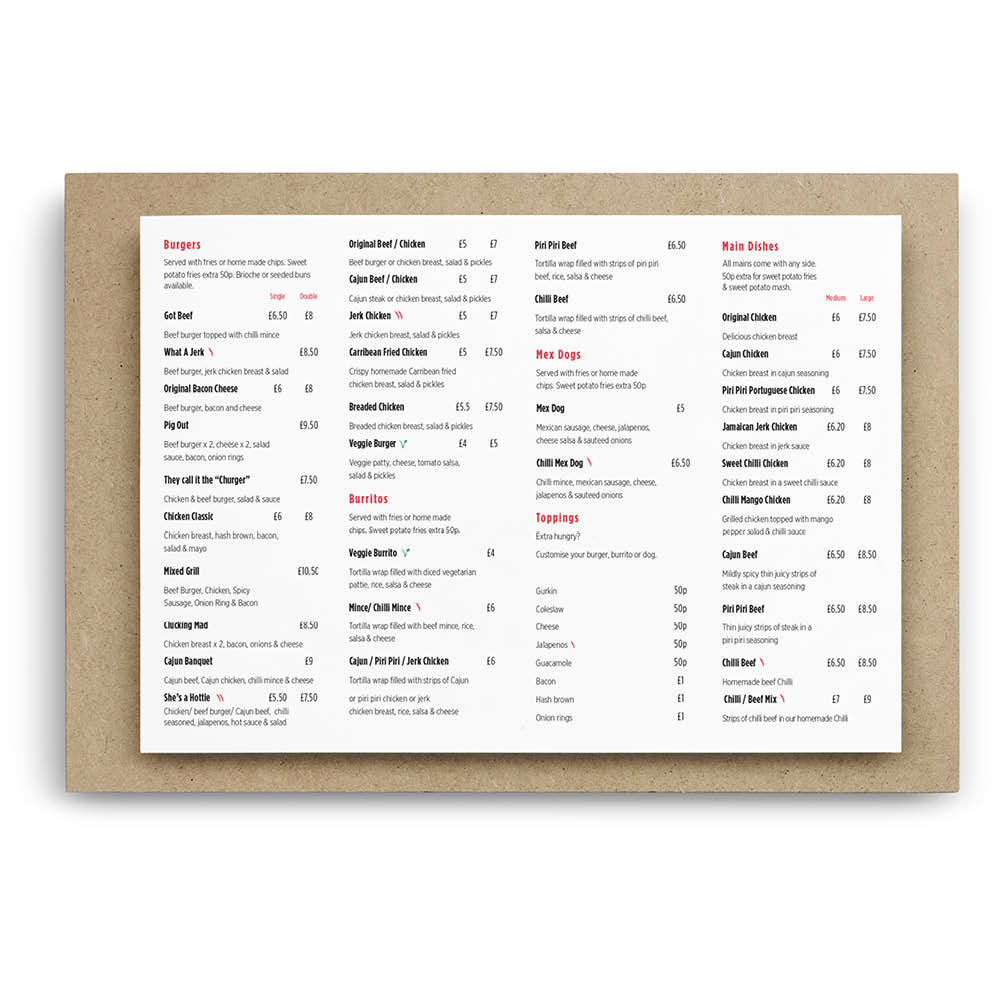 Burgers
Served with fries or home made chips. Sweet
potato fries extra 50p. Brioche or seeded buns
available.
Single Double
Got Beef £6.50 £8
Beef burger topped with chilli mince
What A Jerk £8.50
Beef burger, jerk chicken breast & salad
Original Bacon Cheese £6 £8
Beef burger, bacon and cheese
Pig Out £9.50
Beef burger x 2, cheese x 2, salad
sauce, bacon, onion rings
They call it the “Churger” £7.50
Chicken & beef burger, salad & sauce
Chicken Classic £6 £8
Chicken breast, hash brown, bacon,
salad & mayo
Mixed Grill £10.50
Beef Burger, Chicken, Spicy
Sausage, Onion Ring & Bacon
Clucking Mad £8.50
Chicken breast x 2, bacon, onions & cheese
Cajun Banquet £9
Cajun beef, Cajun chicken, chilli mince & cheese
She’s a Hottie £5.50 £7.50
Chicken/ beef burger/ Cajun beef, chilli
seasoned, jalapenos, hot sauce & salad
Original Beef / Chicken £5 £7
Beef burger or chicken breast, salad & pickles
Cajun Beef / Chicken £5 £7
Cajun steak or chicken breast, salad & pickles
Jerk Chicken £5 £7
Jerk chicken breast, salad & pickles
Carribean Fried Chicken £5 £7.50
Crispy homemade Carribean fried
chicken breast, salad & pickles
Breaded Chicken £5.5 £7.50
Breaded chicken breast, salad & pickles
Veggie Burger £4 £5
Veggie patty, cheese, tomato salsa,
salad & pickles
Burritos
Served with fries or home made
chips. Sweet potato fries extra 50p.
Veggie Burrito £4
Tortilla wrap filled with diced vegetarian
pattie, rice, salsa & cheese
Mince/ Chilli Mince £6
Tortilla wrap filled with beef mince, rice,
salsa & cheese
Cajun / Piri Piri / Jerk Chicken £6
Tortilla wrap filled with strips of Cajun
or piri piri chicken or jerk
chicken breast, rice, salsa & cheese
Piri Piri Beef £6.50
Tortilla wrap filled with strips of piri piri
beef, rice, salsa & cheese
Chilli Beef £6.50
Tortilla wrap filled with strips of chilli beef,
salsa & cheese
Mex Dogs
Served with fries or home made
chips. Sweet potato fries extra 50p
Mex Dog £5
Mexican sausage, cheese, jalapenos,
cheese salsa & sauteed onions
Chilli Mex Dog £6.50
Chilli mince, mexican sausage, cheese,
jalapenos & sauteed onions
Toppings
Extra hungry?
Customise your burger, burrito or dog.
Gurkin 50p
Coleslaw 50p
Cheese 50p
Jalapenos 50p
Guacamole 50p
Bacon £1
Hash brown £1
Onion rings £1
Main Dishes
All mains come with any side.
50p extra for sweet potato fries
& sweet potato mash.
Medium Large
Original Chicken £6 £7.50
Delicious chicken breast
Cajun Chicken £6 £7.50
Chicken breast in cajun seasoning
Piri Piri Portuguese Chicken £6 £7.50
Chicken breast in piri piri seasoning
Jamaican Jerk Chicken £6.20 £8
Chicken breast in jerk sauce
Sweet Chilli Chicken £6.20 £8
Chicken breast in a sweet chilli sauce
Chilli Mango Chicken £6.20 £8
Grilled chicken topped with mango
pepper salad & chilli sauce
Cajun Beef £6.50 £8.50
Mildly spicy thin juicy strips of
steak in a cajun seasoning
Piri Piri Beef £6.50 £8.50
Thin juicy strips of steak in a
piri piri seasoning
Chilli Beef £6.50 £8.50
Homemade beef Chilli
Chilli / Beef Mix £7 £9
Strips of chilli beef in our homemade Chilli